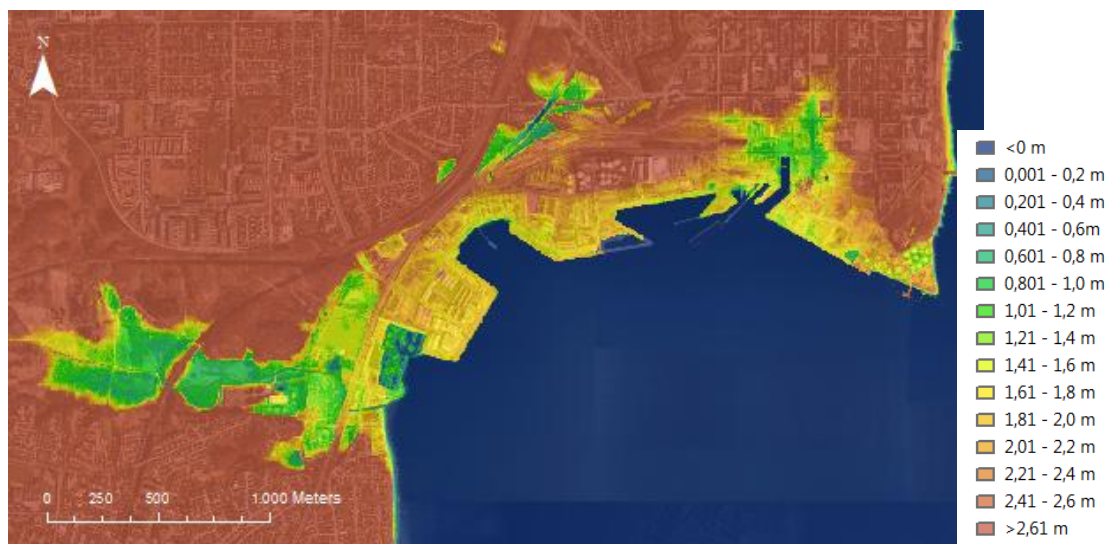 N
0 250 500 1.000 Meters
<0 m
0,001 - 0,2 m
0,201 - 0,4 m
0,401 - 0,6m
0,601 - 0,8 m
0,801 - 1,0 m
1,01 - 1,2 m
1,21 - 1,4 m
1,41 - 1,6 m
1,61 - 1,8 m
1,81 - 2,0 m
2,01 - 2,2 m
2,21 - 2,4 m
2,41 - 2,6 m
>2,61 m